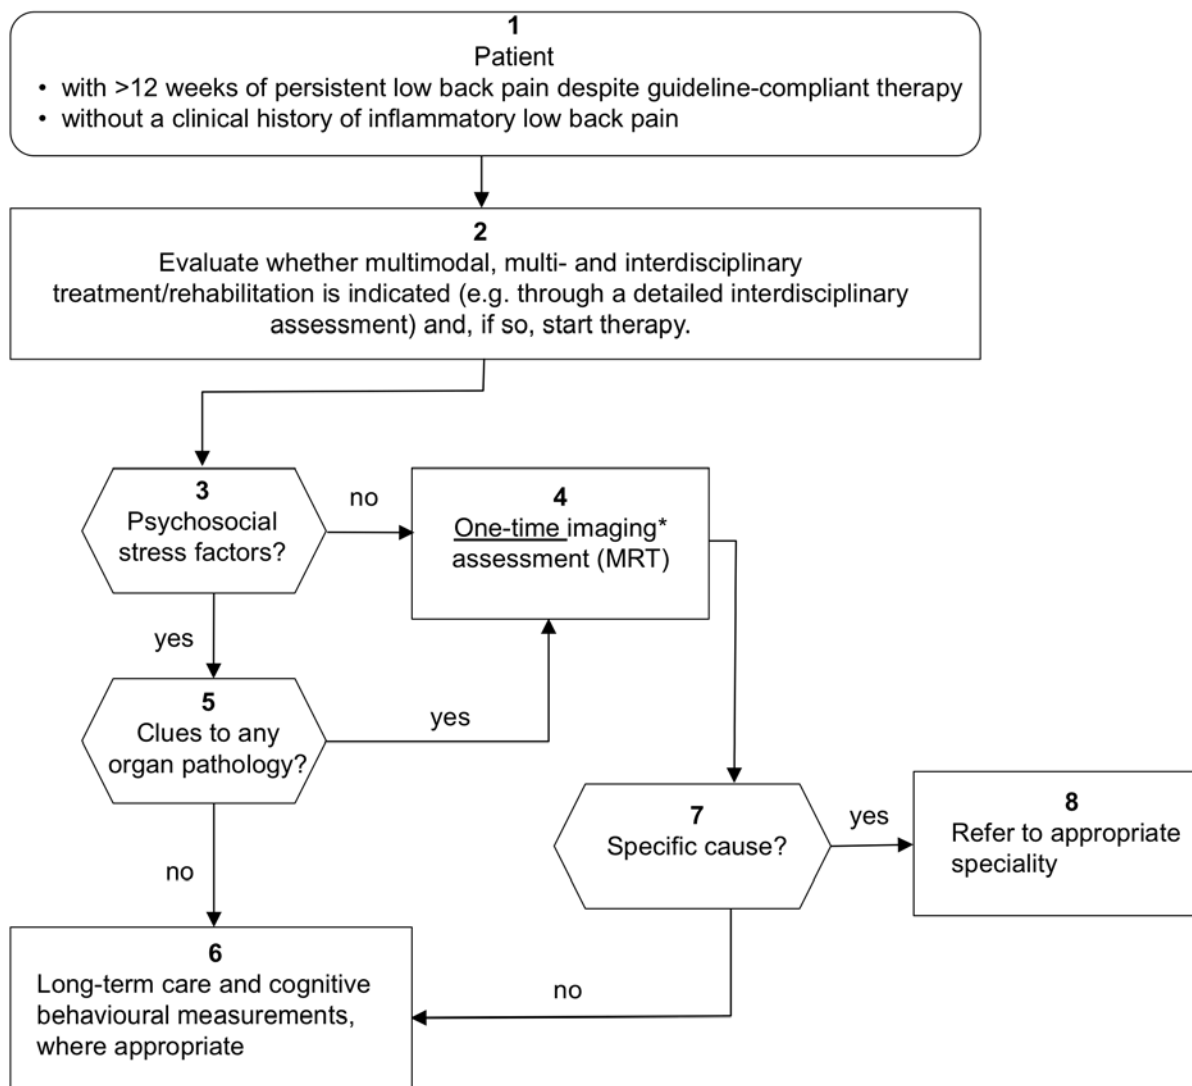 1
Patient
• with >12 weeks of persistent low back pain despite guideline-compliant therapy
• without a clinical history of inflammatory low back pain
2
Evaluate whether multimodal, multi- and interdisciplinary
treatment/rehabilitation is indicated (e.g. through a detailed interdisciplinary
assessment) and, if so, start therapy.
3
Psychosocial
stress factors?
no
4
One-time imaging*
assessment (MRT)
yes
5
Clues to any
organ pathology?
yes
7
Specific cause?
yes
8
Refer to appropriate
speciality
no
6
Long-term care and cognitive
behavioural measurements,
where appropriate
no